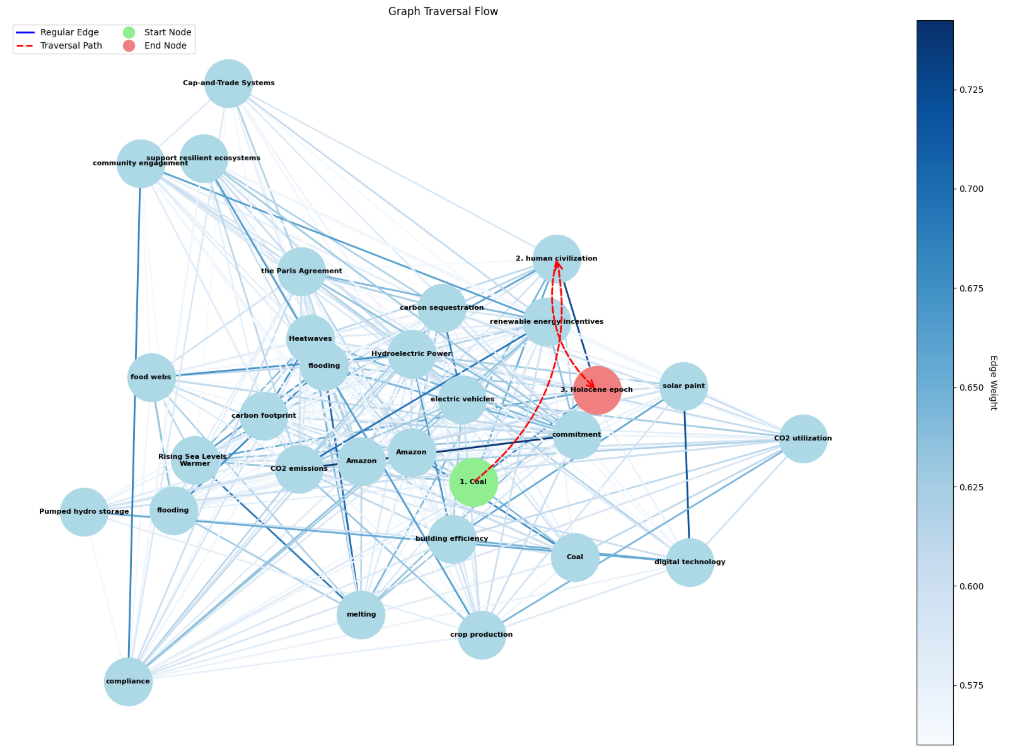 Graph Traversal Flow
Regular Edge
Traversal Path
Start Node
End Node
Cap-and-Trade Systems
support resilient ecosystems
community engagement
2. human civilization
the Paris Agreement
carbon sequestration
renewable energy incentives
Heatwaves
Hydroelectric Power
flooding
food webs
3. Holocene epoch
solar paint
electric vehicles
carbon footprint
commitment
CO2 utilization
Rising Sea Levels
Warmer
CO2 emissions
Amazon
Amazon
1. Coal
Pumped hydro storage
flooding
building efficiency
Coal
digital technology
melting
crop production
compliance
0.725
0.700
0.675
0.650
0.625
0.600
0.575
Edge Weight